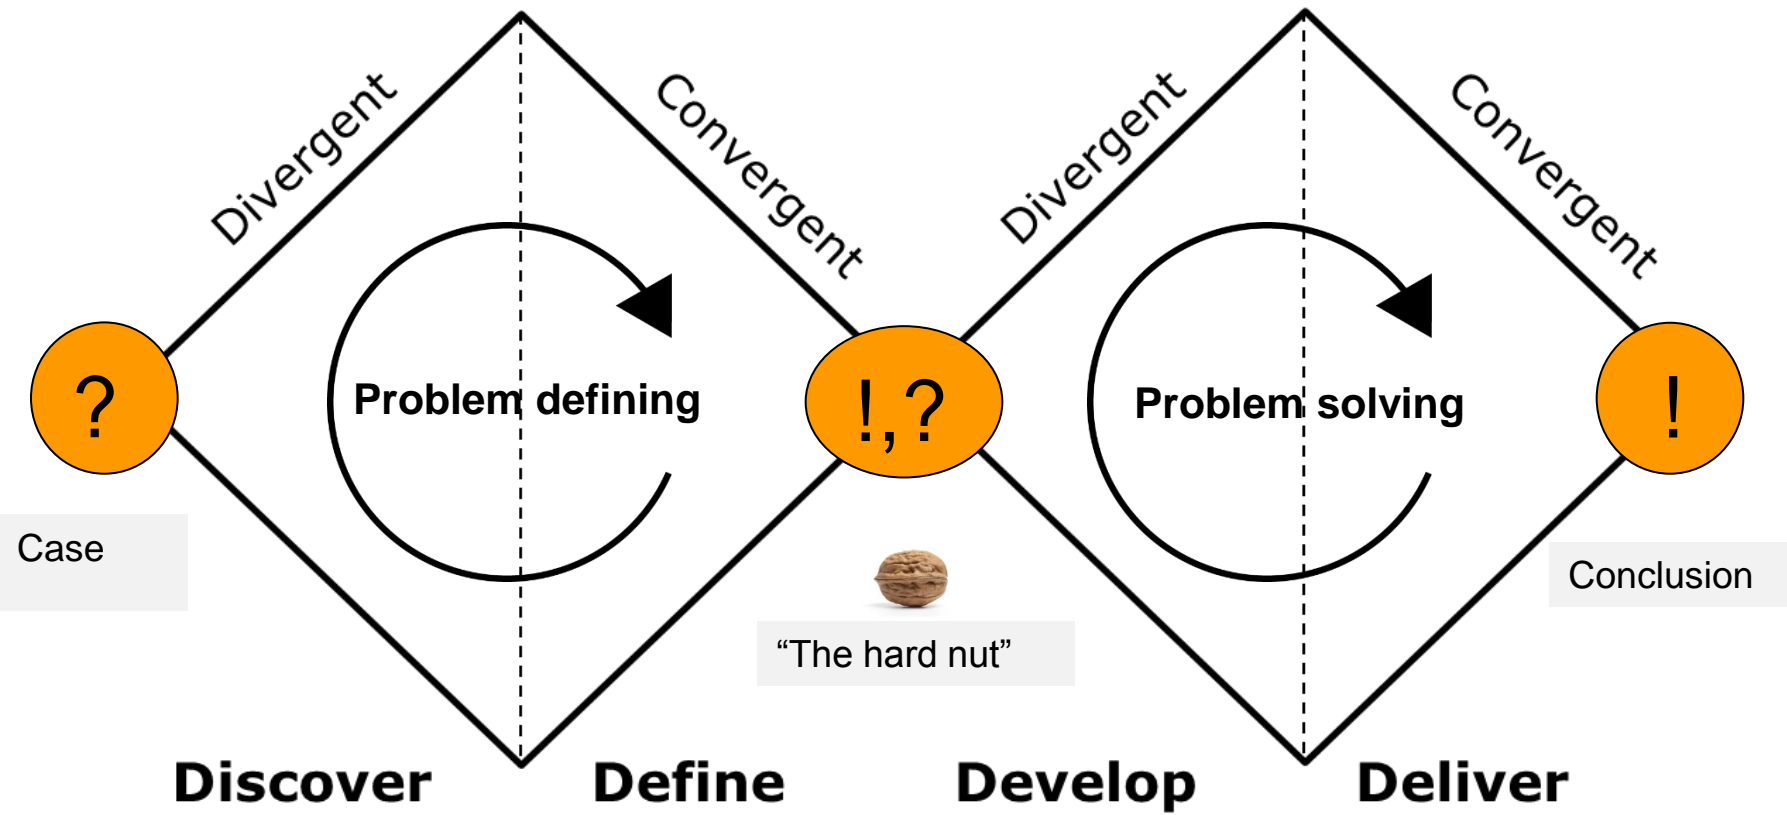 Divergent
Convergent
Divergent
Convergent
?
Problem defining
!,?
Problem solving
!
Case
“The hard nut”
Conclusion
Discover
Define
Develop
Deliver